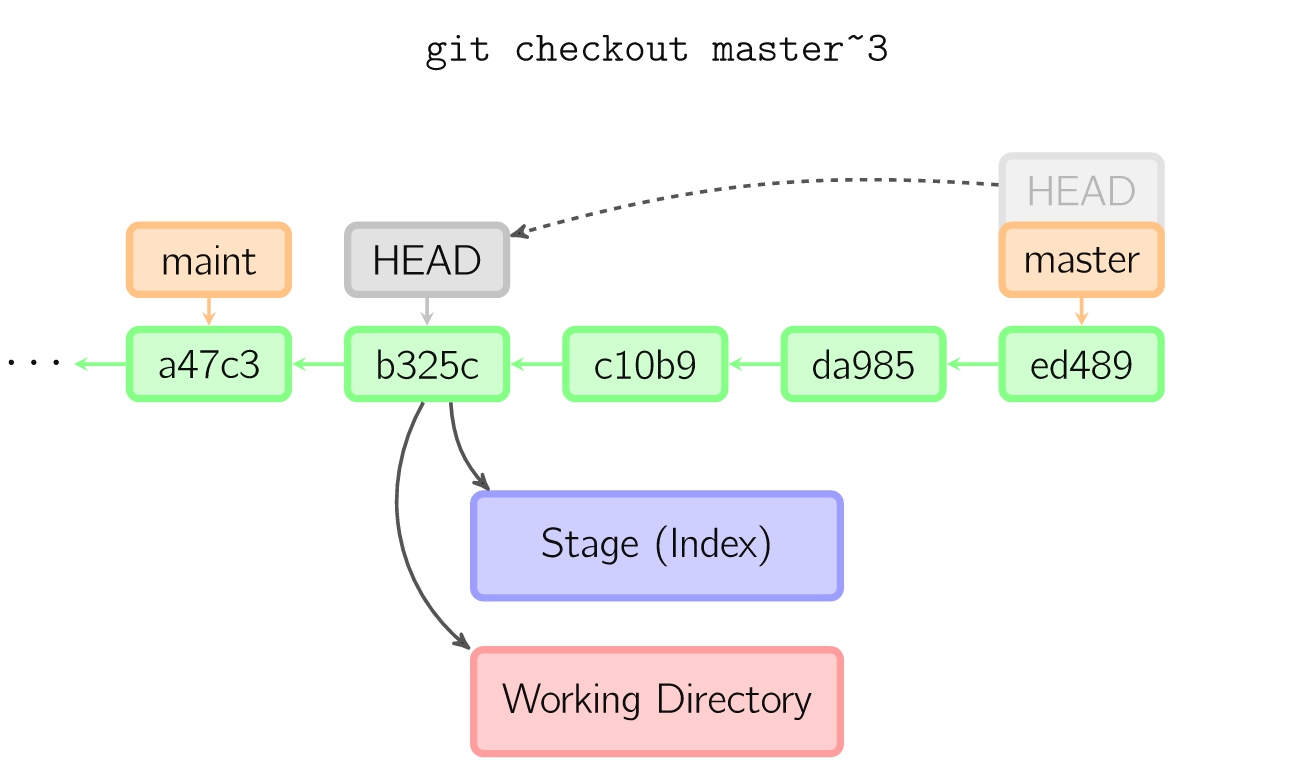 git checkout master~3
HEAD
maint
HEAD
master
...
a47c3
b325c
c10b9
da985
ed489
Stage (Index)
Working Directory